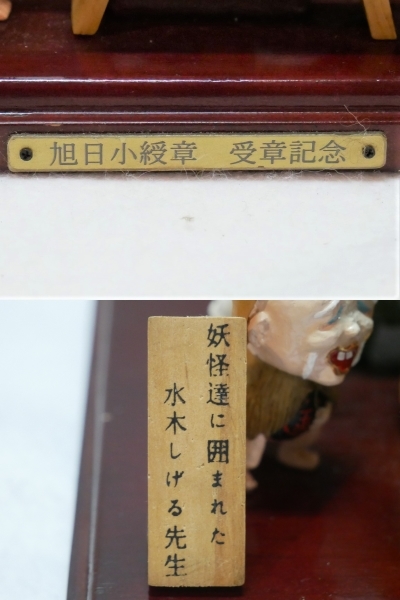 旭日小綬章　受章記念
妖怪達に囲まれた
水木しげる先生